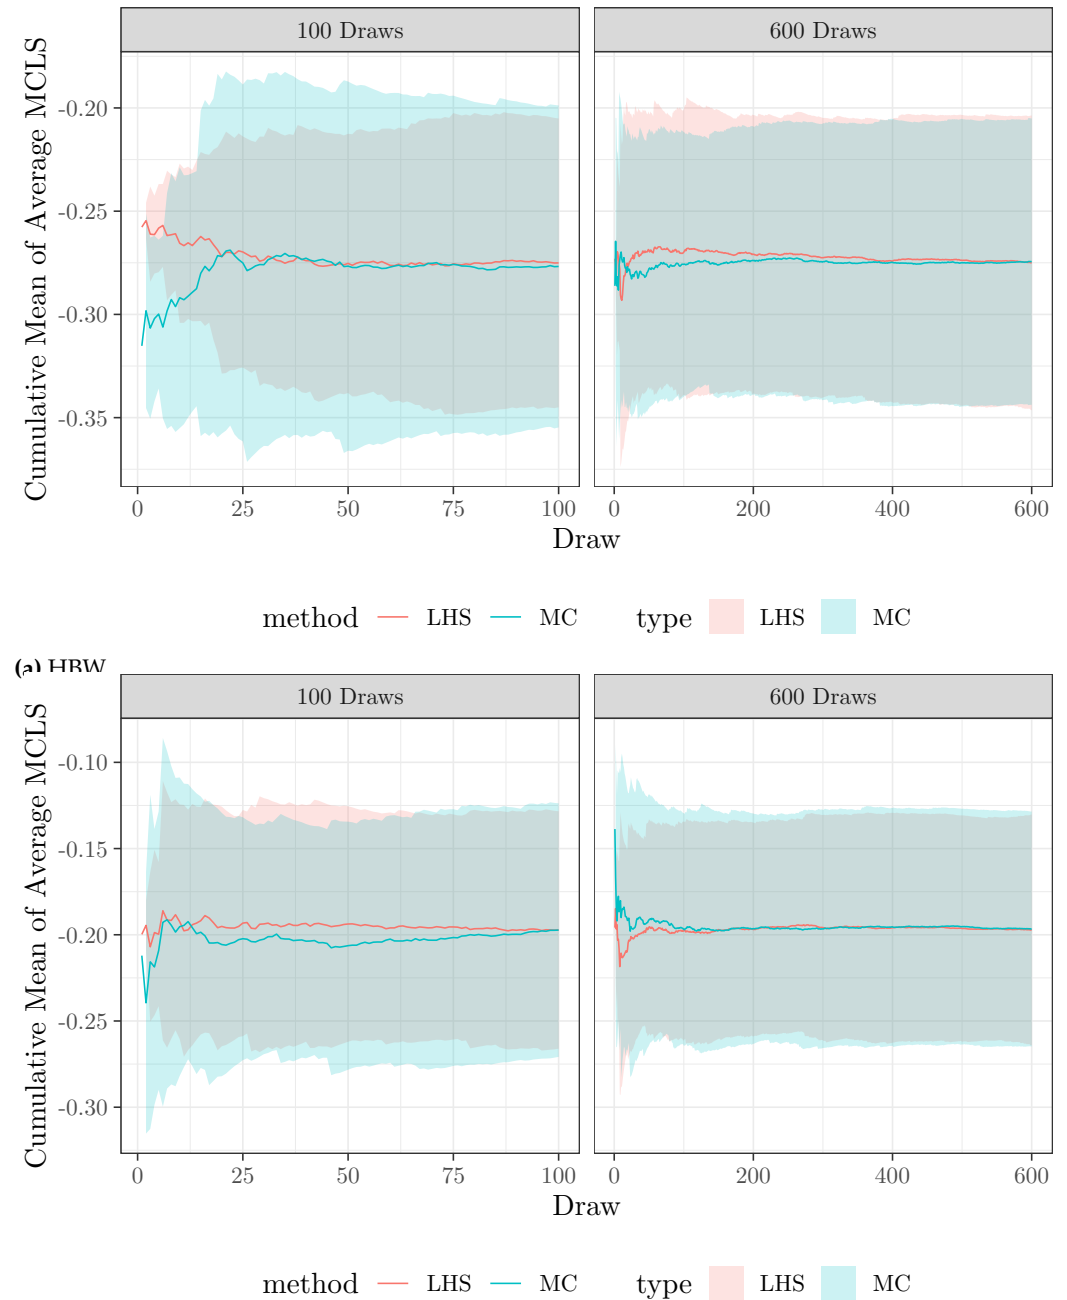 100 Draws 600 Draws
Cumulative Mean of Average MCLS
-0.20
-0.25
-0.30
-0.35
0 25 50 75 100 0 200 400 600
Draw
method LHS MC type LHS MC
(a) HBW
100 Draws 600 Draws
Cumulative Mean of Average MCLS
-0.10
-0.15
-0.20
-0.25
-0.30
0 25 50 75 100 0 200 400 600
Draw
method LHS MC type LHS MC